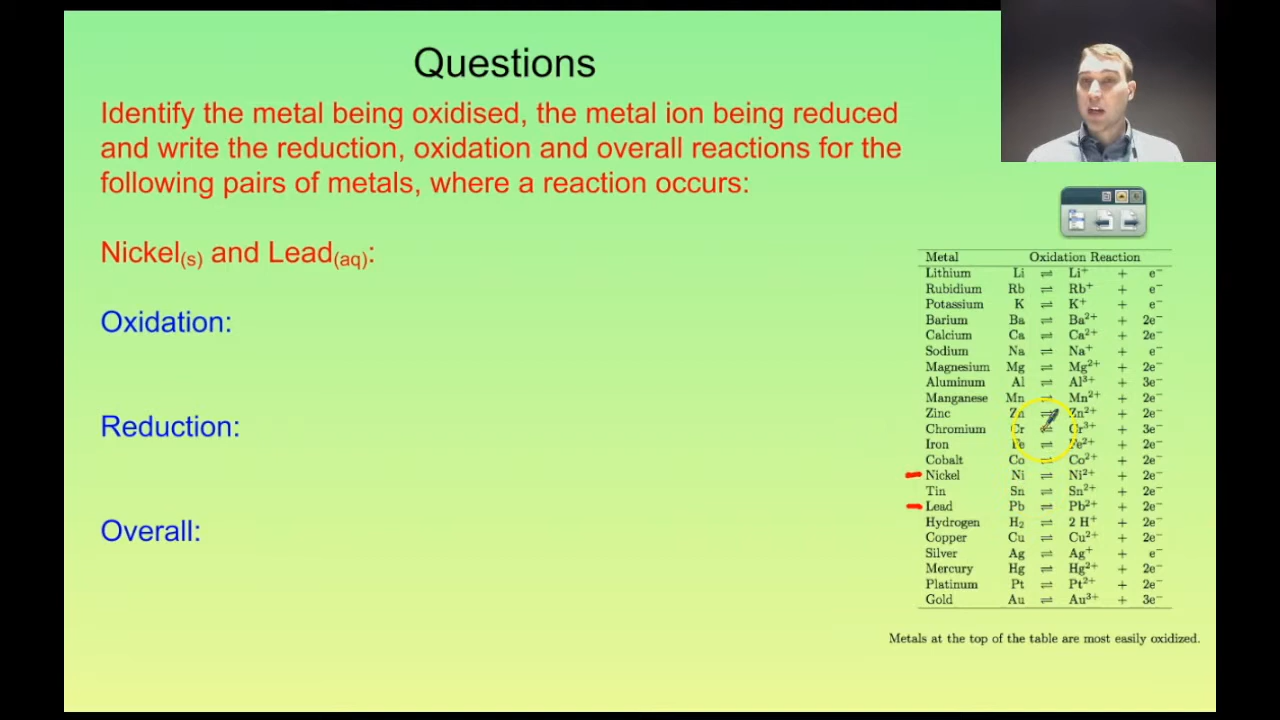 Questions
Identify the metal being oxidised, the metal ion being reduced
and write the reduction, oxidation and overall reactions for the
following pairs of metals, where a reaction occurs:
Nickel(s) and Lead(aq):
Oxidation:
Reduction:
Overall:
Metal Oxidation Reaction
Lithium Li ⇌ Li⁺ + e⁻
Rubidium Rb ⇌ Rb⁺ + e⁻
Potassium K ⇌ K⁺ + e⁻
Barium Ba ⇌ Ba²⁺ + 2e⁻
Calcium Ca ⇌ Ca²⁺ + 2e⁻
Sodium Na ⇌ Na⁺ + e⁻
Magnesium Mg ⇌ Mg²⁺ + 2e⁻
Aluminum Al ⇌ Al³⁺ + 3e⁻
Manganese Mn ⇌ Mn²⁺ + 2e⁻
Zinc Zn ⇌ Zn²⁺ + 2e⁻
Chromium Cr ⇌ Cr³⁺ + 3e⁻
Iron Fe ⇌ Fe²⁺ + 2e⁻
Cobalt Co ⇌ Co²⁺ + 2e⁻
Nickel Ni ⇌ Ni²⁺ + 2e⁻
Tin Sn ⇌ Sn²⁺ + 2e⁻
Lead Pb ⇌ Pb²⁺ + 2e⁻
Hydrogen H₂ ⇌ 2 H⁺ + 2e⁻
Copper Cu ⇌ Cu²⁺ + 2e⁻
Silver Ag ⇌ Ag⁺ + e⁻
Mercury Hg ⇌ Hg²⁺ + 2e⁻
Platinum Pt ⇌ Pt²⁺ + 2e⁻
Gold Au ⇌ Au³⁺ + 3e⁻
Metals at the top of the table are most easily oxidized.